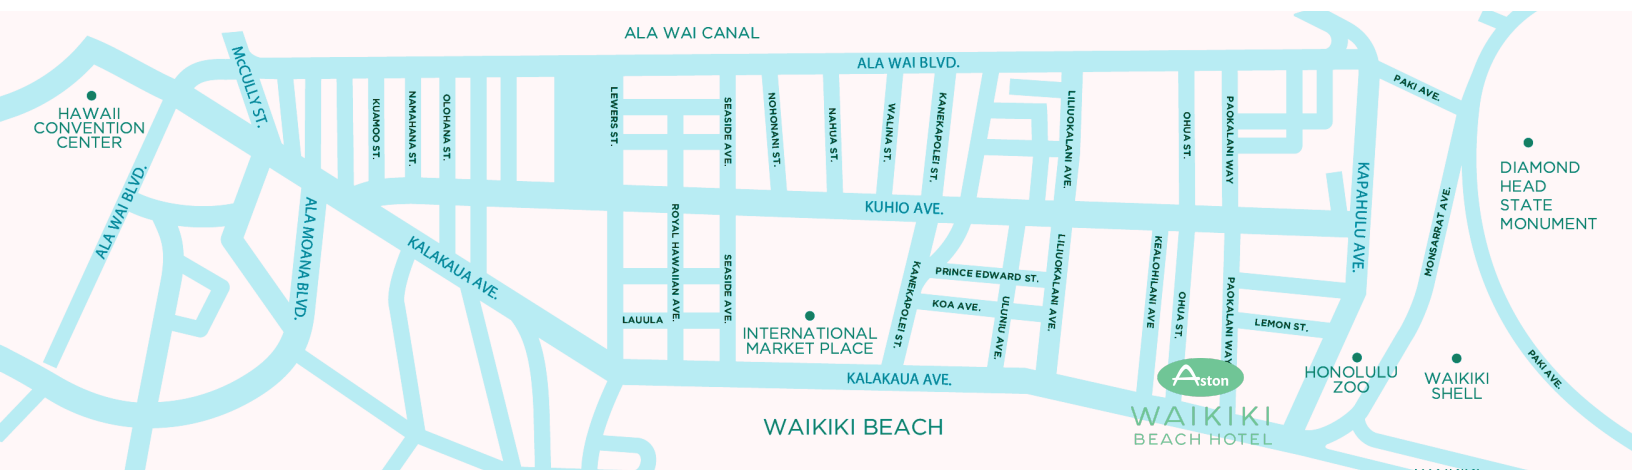 ALA WAI CANAL
McCULLY ST.
ALA WAI BLVD.
PAKI AVE.
HAWAII
CONVENTION
CENTER
KUAMOO ST.
NAMAHANA ST.
OLOHANA ST.
LEWERS ST.
SEASIDE AVE.
NOHONANI ST.
NAHUA ST.
WALINA ST.
KANEKAPOLEI ST.
LILIUOKALANI AVE.
OHUA ST.
PAOKALANI WAY
DIAMOND
HEAD
STATE
MONUMENT
ALA WAI BLVD.
ALA MOANA BLVD.
KUHIO AVE.
KAPAHULU AVE.
MONSARRAT AVE.
KALAKAUA AVE.
ROYAL HAWAIIAN AVE.
SEASIDE AVE.
KANEKAPOLEI ST.
PRINCE EDWARD ST.
KOA AVE.
ULUNIU AVE.
LILIUOKALANI AVE.
KEALOHILANI AVE
OHUA ST.
PAOKALANI WAY
LEMON ST.
LAUULA
INTERNATIONAL
MARKET PLACE
KALAKAUA AVE.
HONOLULU
ZOO
WAIKIKI
SHELL
PAKI AVE.
WAIKIKI BEACH
Aston
WAIKIKI
BEACH HOTEL